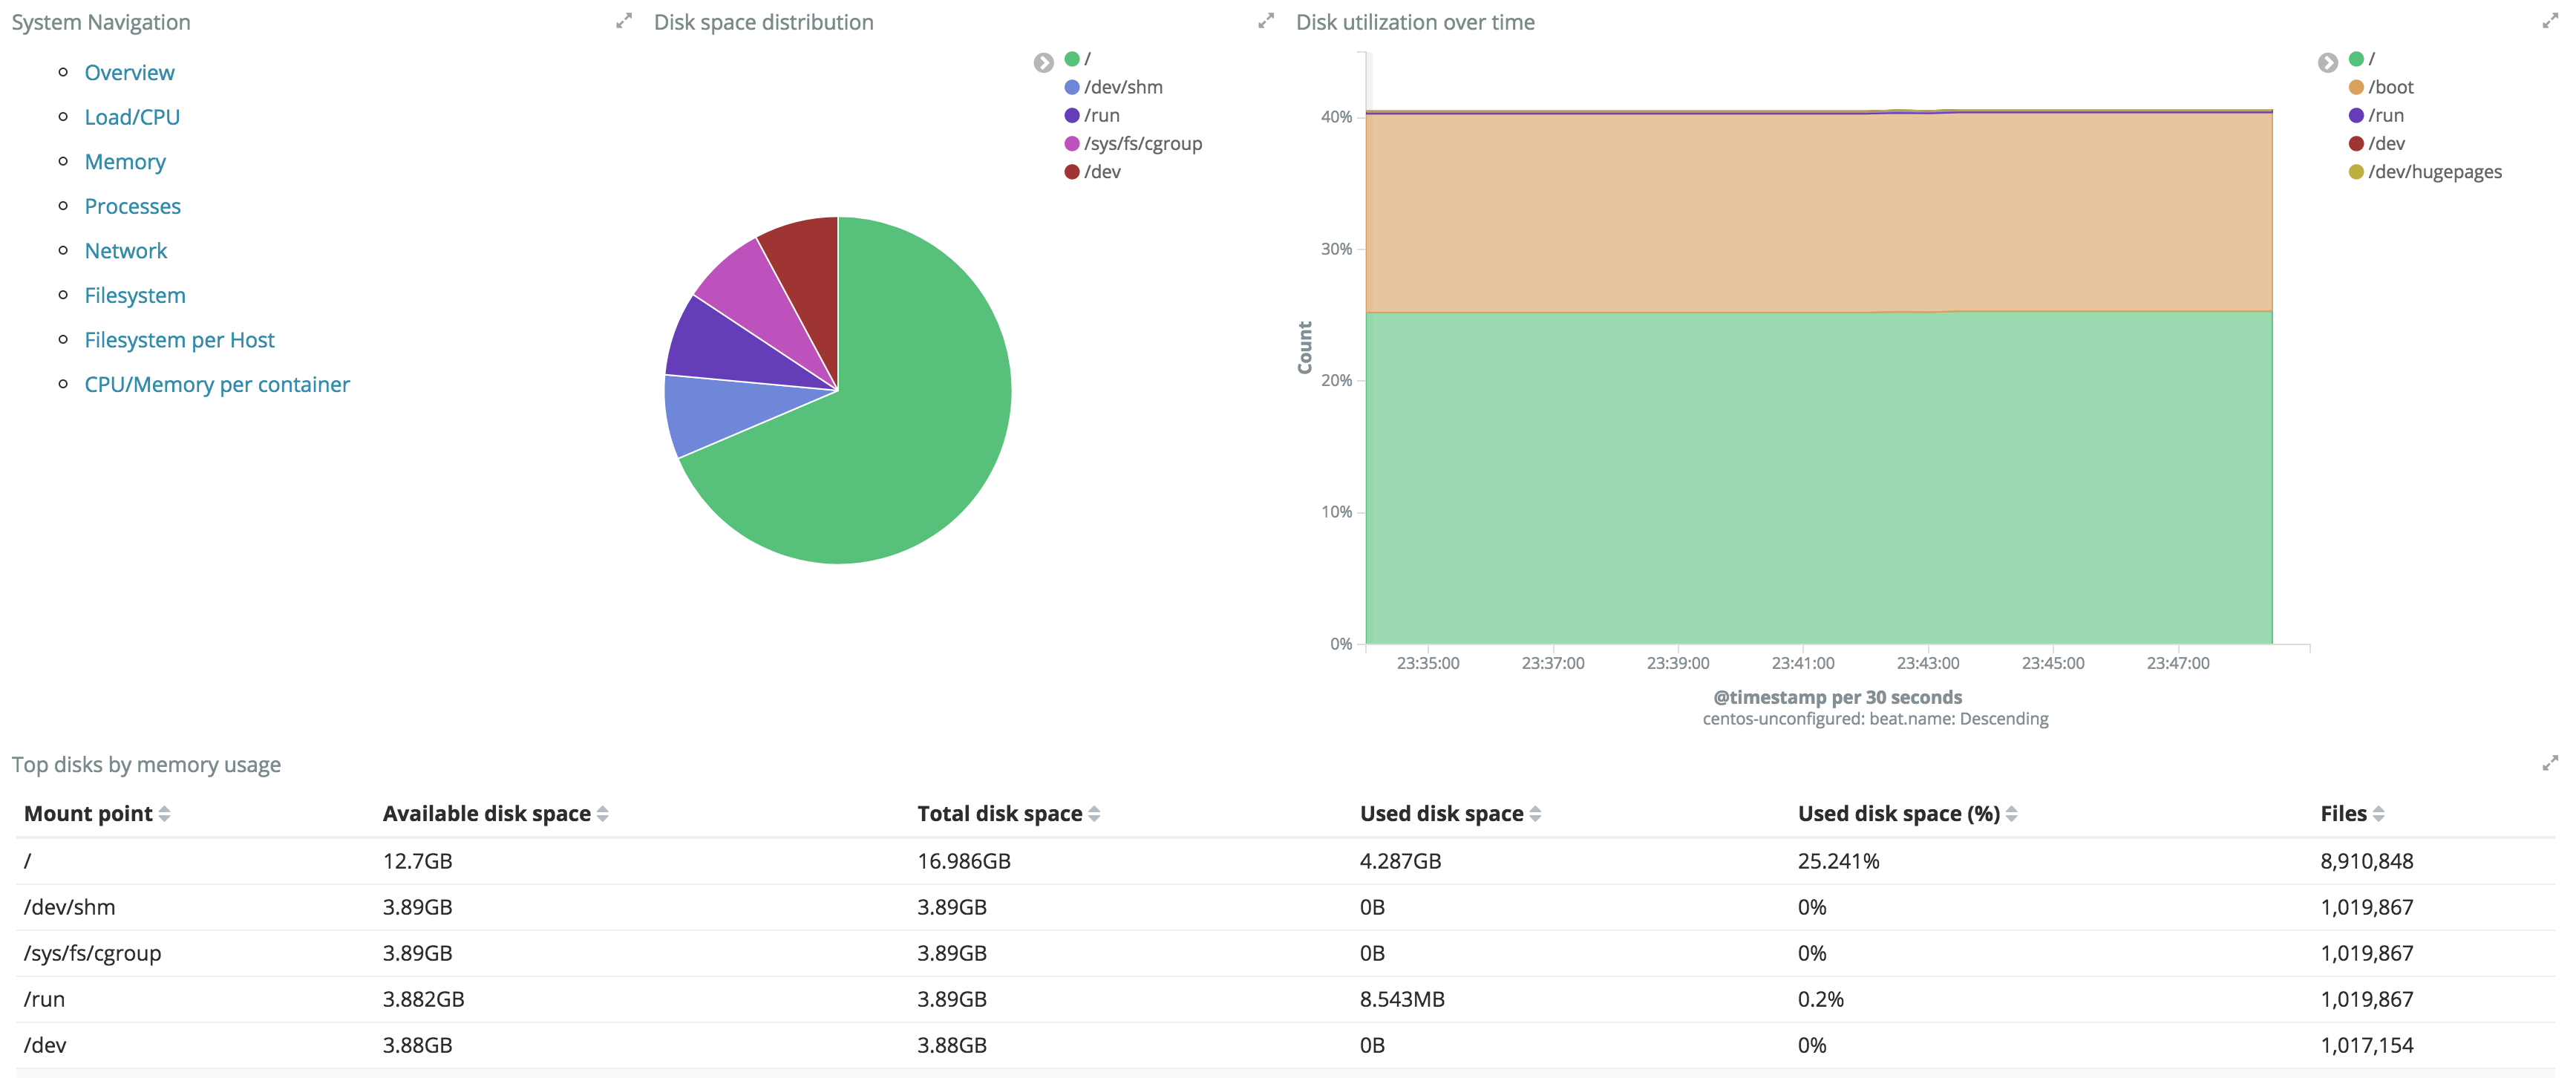 System Navigation
Overview
Load/CPU
Memory
Processes
Network
Filesystem
Filesystem per Host
CPU/Memory per container
Disk space distribution
/
/dev/shm
/run
/sys/fs/cgroup
/dev
Disk utilization over time
/
/boot
/run
/dev
/dev/hugepages
Count
40%
30%
20%
10%
0%
23:35:00 23:37:00 23:39:00 23:41:00 23:43:00 23:45:00 23:47:00
@timestamp per 30 seconds
centos-unconfigured: beat.name: Descending
Top disks by memory usage
Mount point Available disk space Total disk space Used disk space Used disk space (%) Files
/ 12.7GB 16.986GB 4.287GB 25.241% 8,910,848
/dev/shm 3.89GB 3.89GB 0B 0% 1,019,867
/sys/fs/cgroup 3.89GB 3.89GB 0B 0% 1,019,867
/run 3.882GB 3.89GB 8.543MB 0.2% 1,019,867
/dev 3.88GB 3.88GB 0B 0% 1,017,154